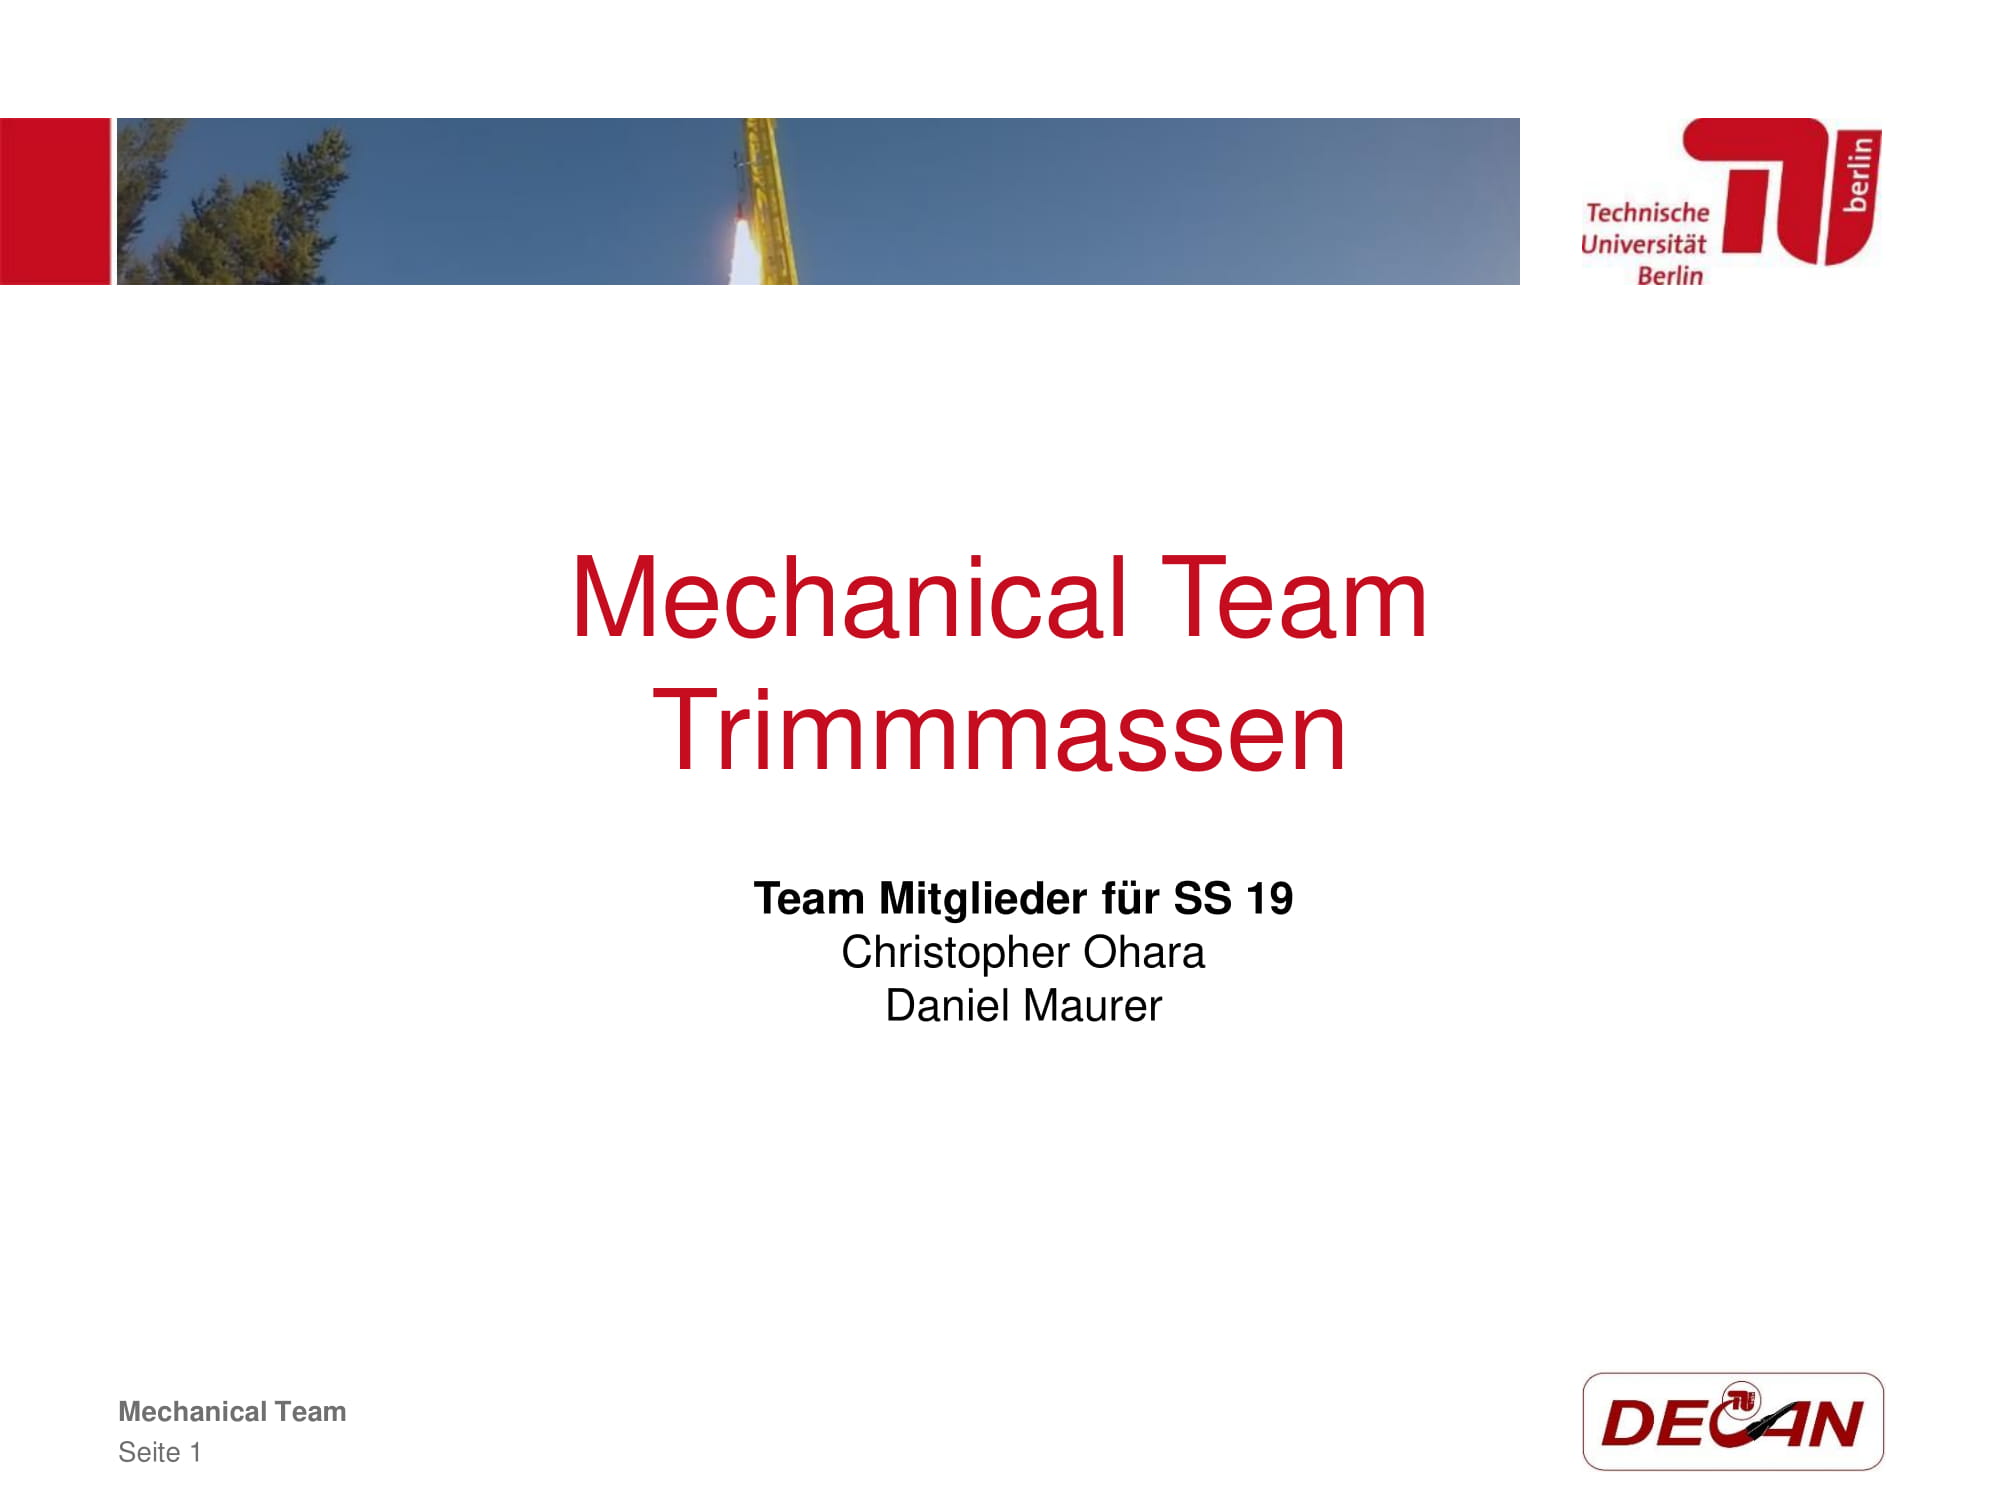 berlin
Technische
Universität
Berlin
Mechanical Team
Trimmmassen
Team Mitglieder für SS 19
Christopher Ohara
Daniel Maurer
Mechanical Team
Seite 1
DECAN